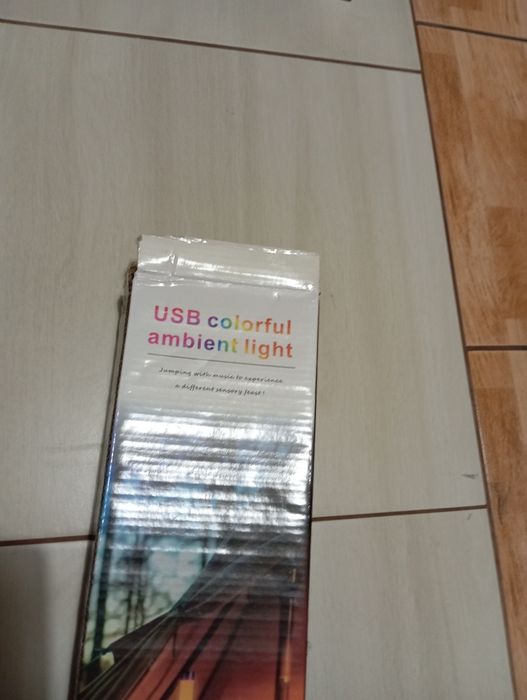 USB colorful
ambient light
Jumping with music to experience
a different sensory feast!